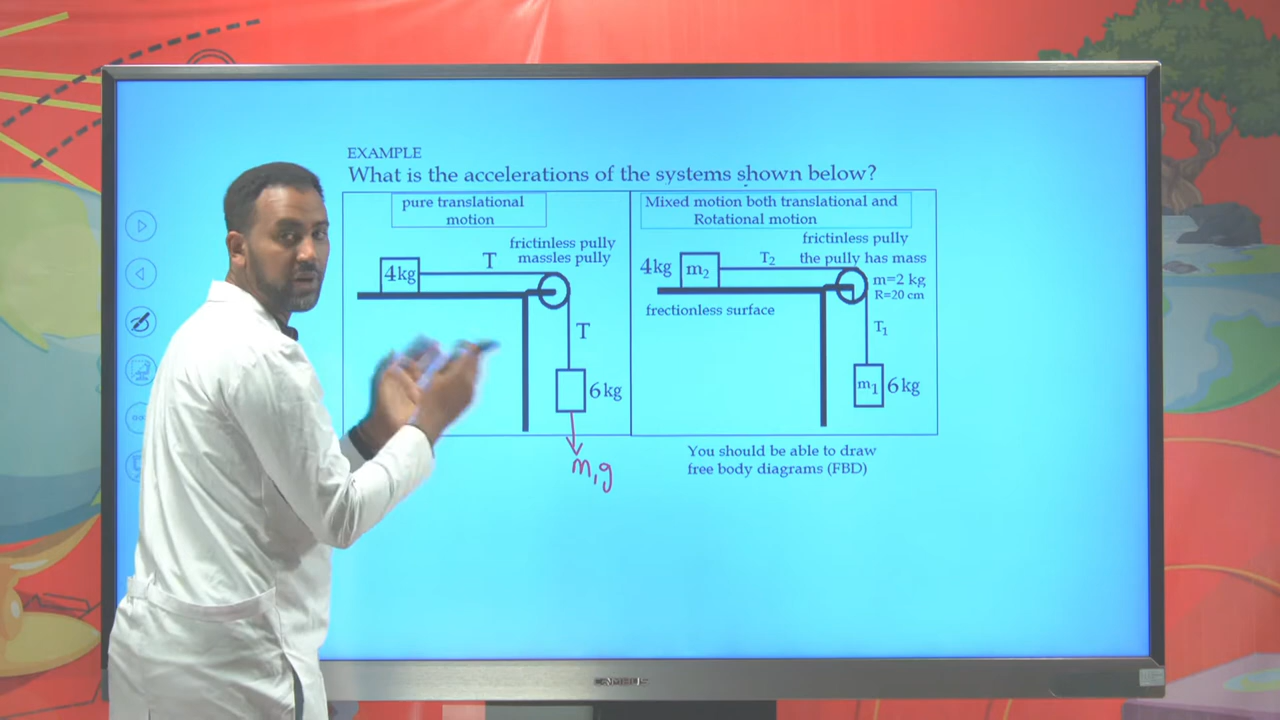 EXAMPLE
What is the accelerations of the systems shown below?
pure translational
motion
frictinless pully
massles pully
T
4kg
T
6kg
m₁g
Mixed motion both translational and
Rotational motion
frictinless pully
the pully has mass
4kg
m₂
T₂
m=2 kg
R=20 cm
frectionless surface
T₁
m₁
6kg
You should be able to draw
free body diagrams (FBD)